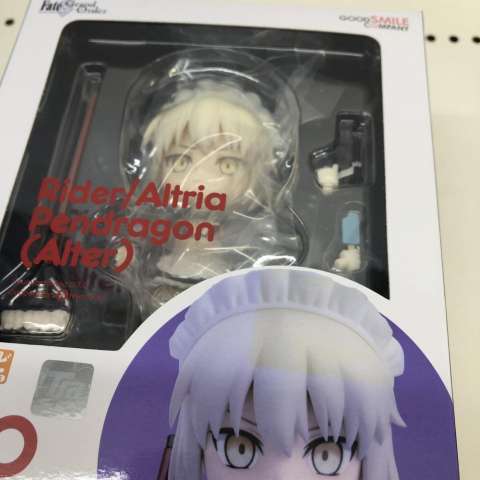 Fate Grand Order
GOOD SMILE
COMPANY
Rider/Altria
Pendragon
(Alter)